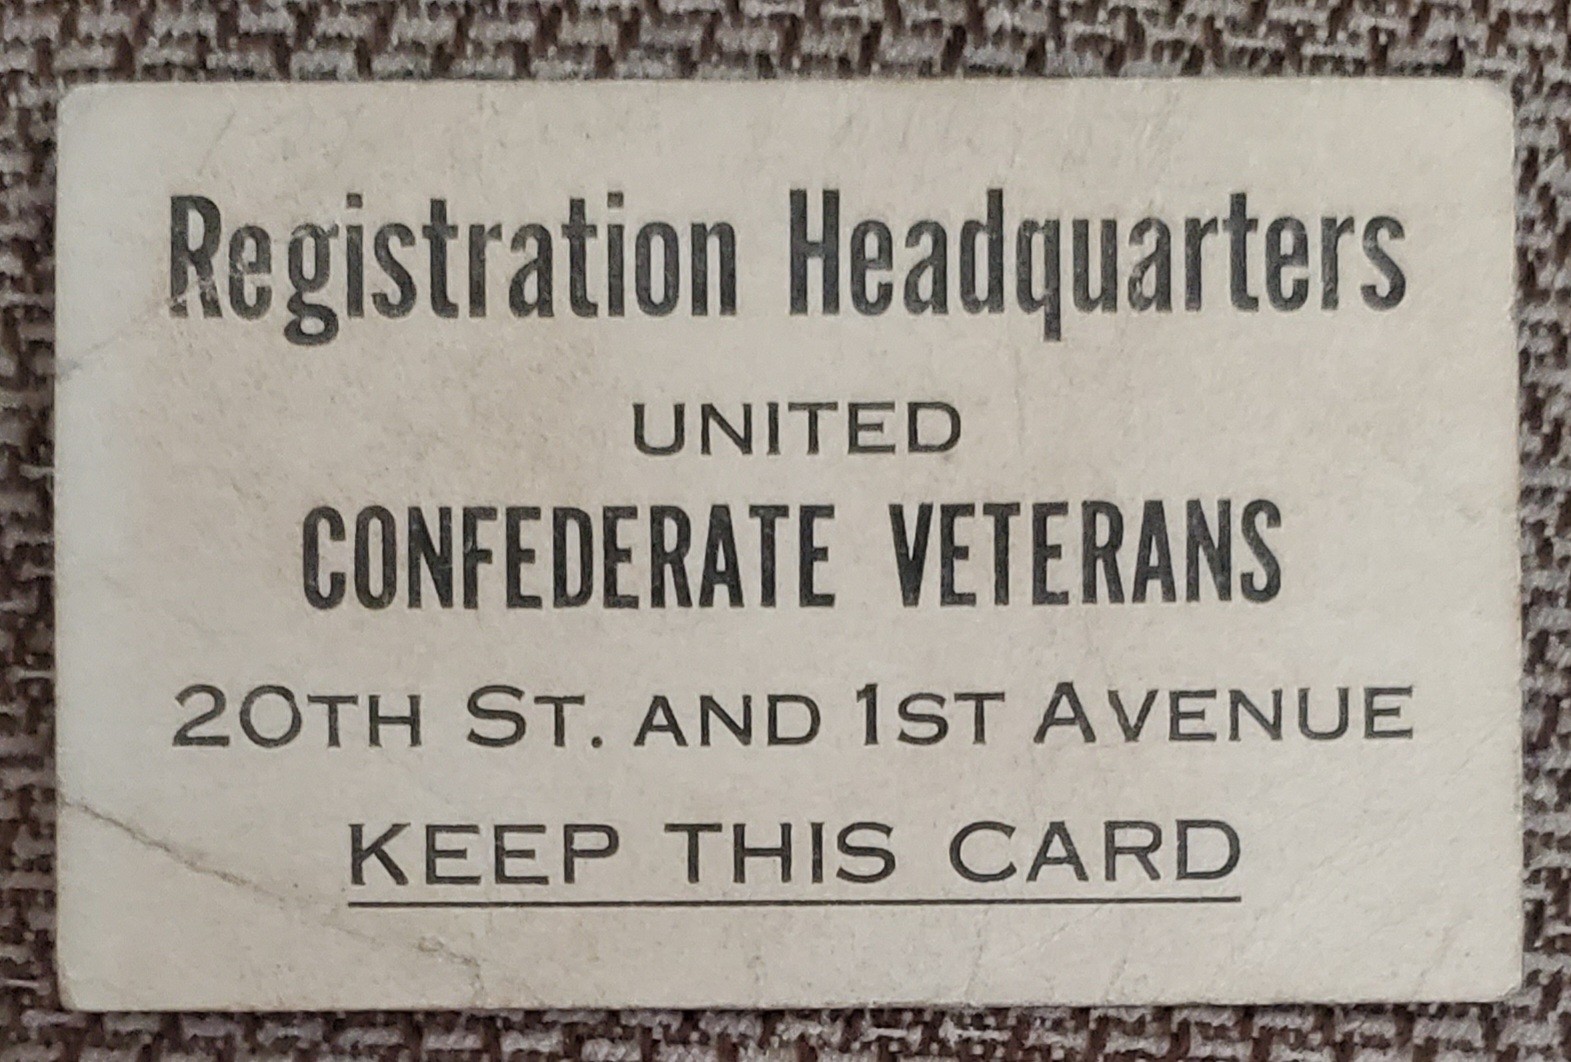 Registration Headquarters
UNITED
CONFEDERATE VETERANS
20TH ST. AND 1ST AVENUE
KEEP THIS CARD